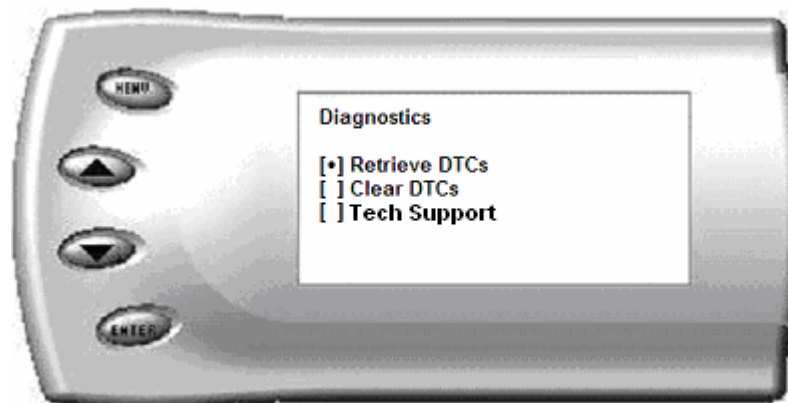 MENU
Diagnostics
[•] Retrieve DTCs
[ ] Clear DTCs
[ ] Tech Support
ENTER